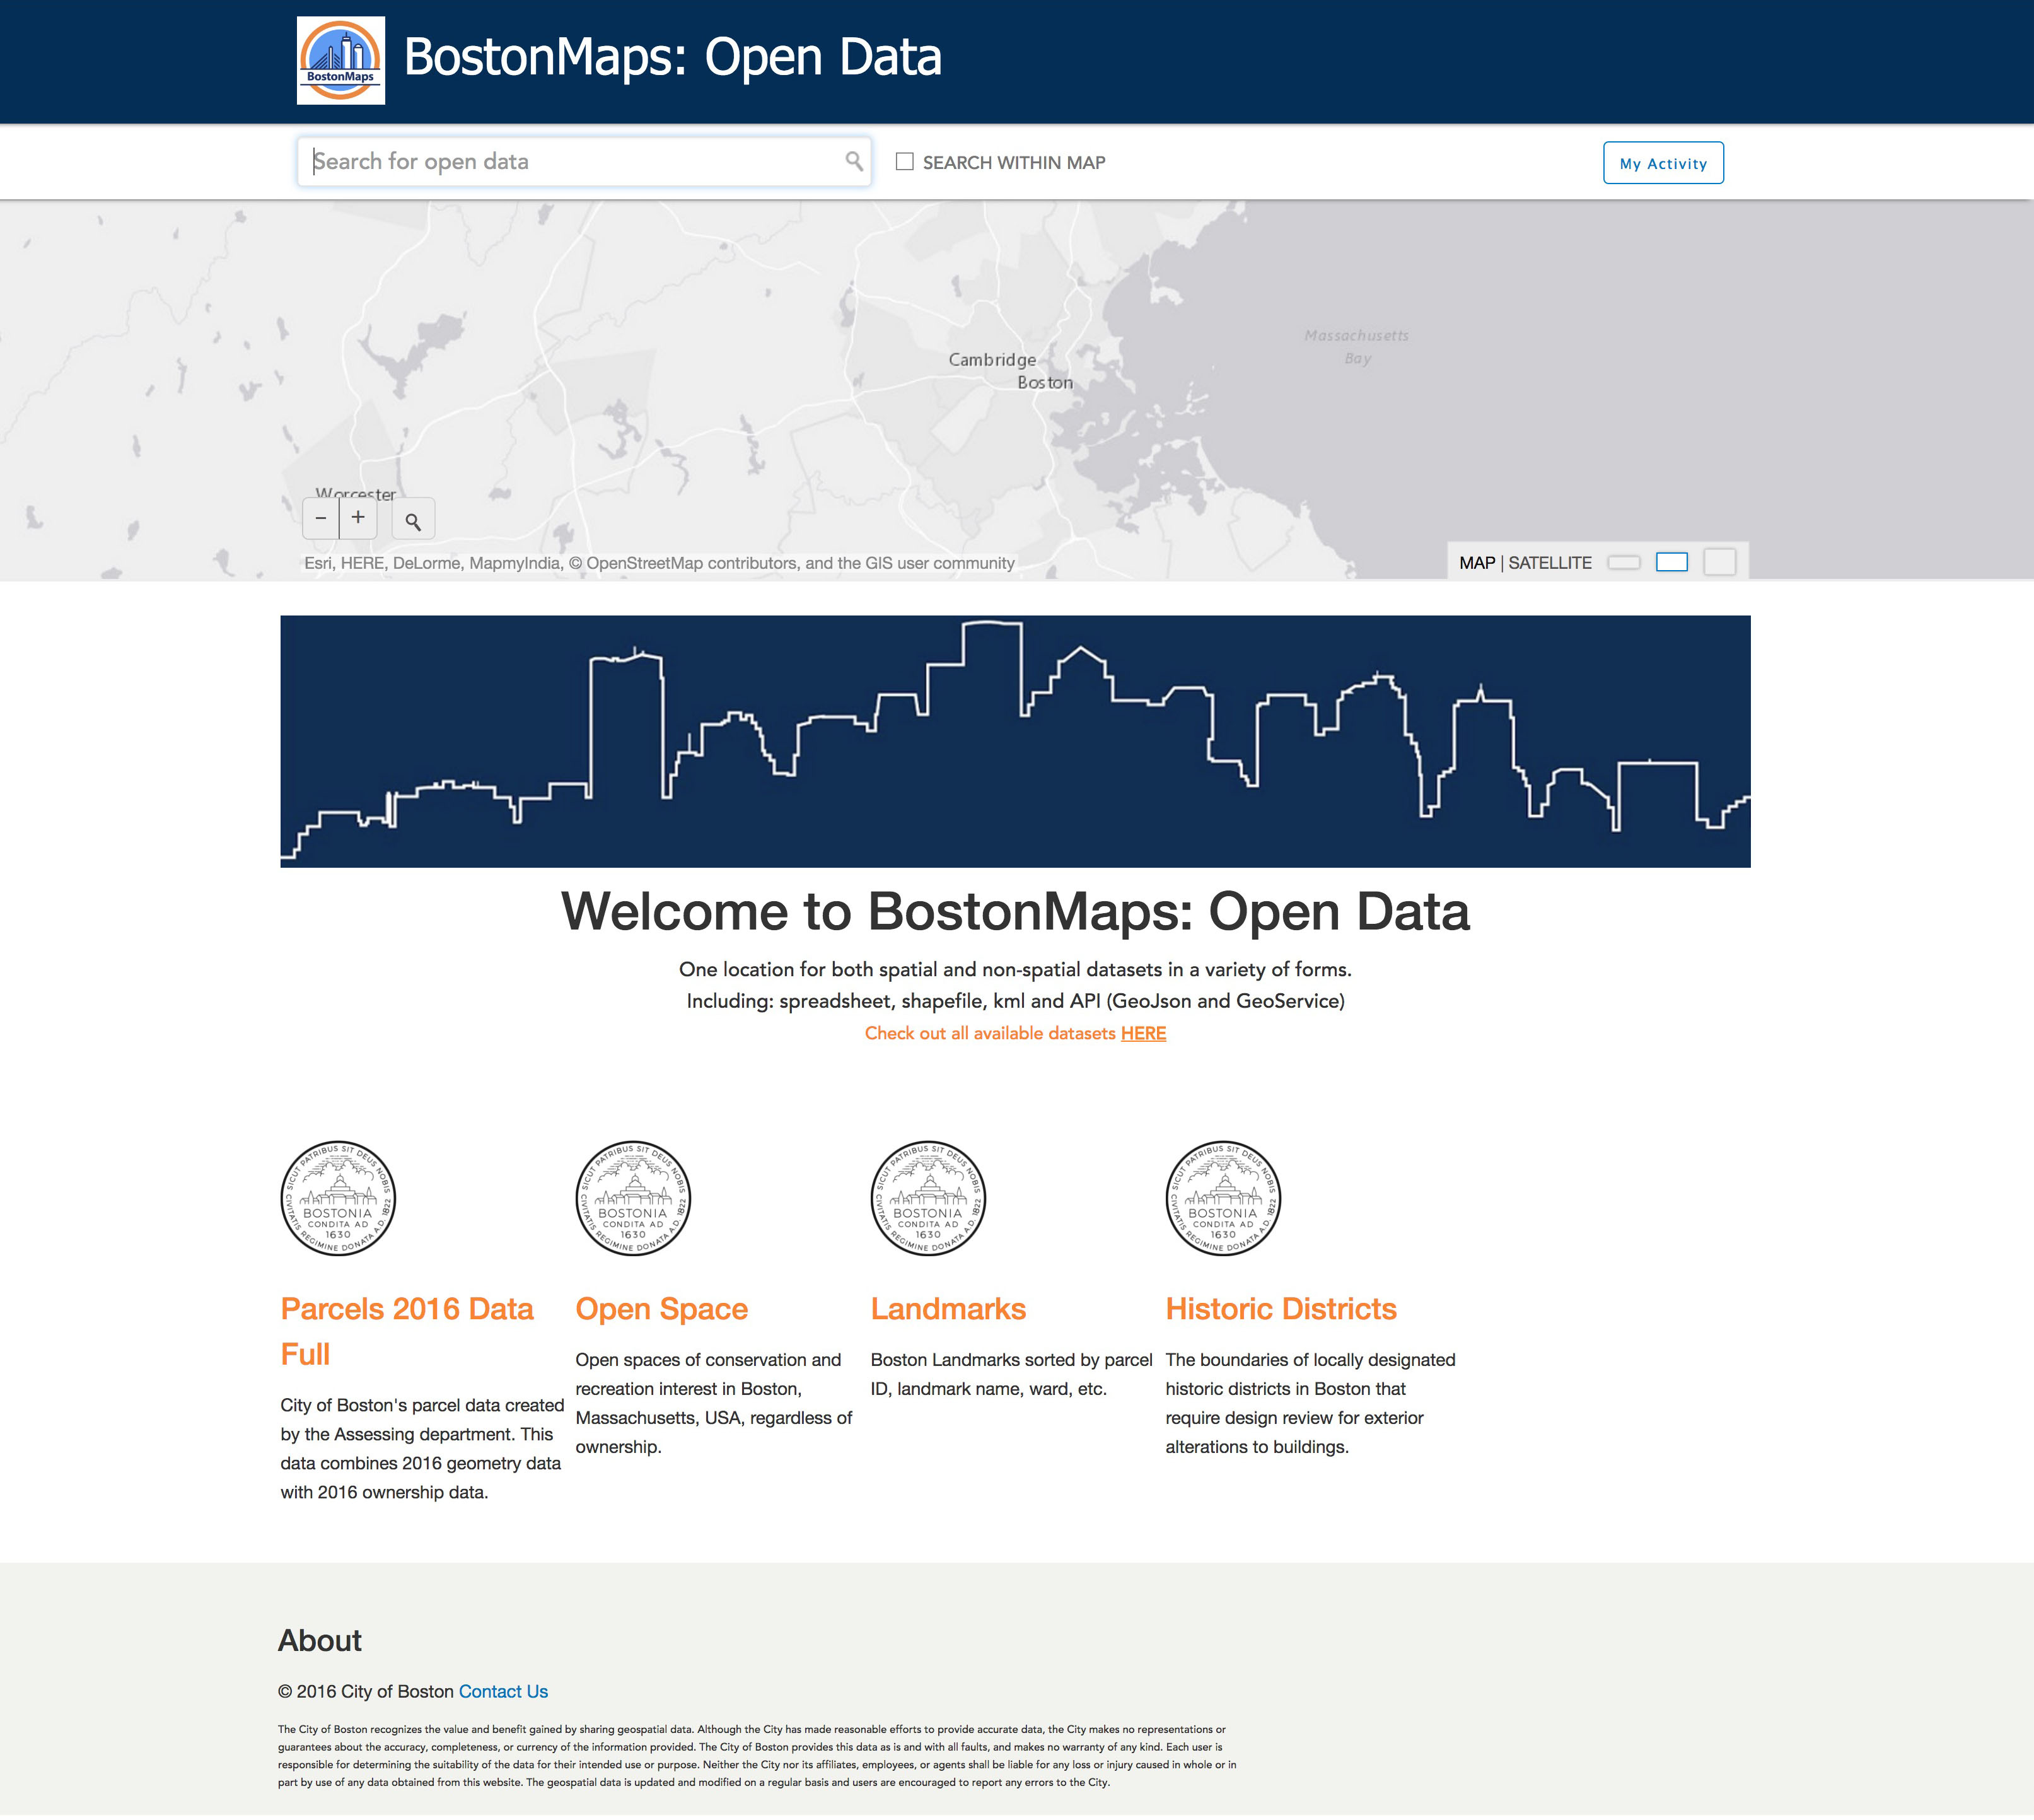 BostonMaps
BostonMaps: Open Data
Search for open data
SEARCH WITHIN MAP
My Activity
Massachusetts
Bay
Cambridge
Boston
Worcester
− +
Esri, HERE, DeLorme, MapmyIndia, © OpenStreetMap contributors, and the GIS user community
MAP | SATELLITE
Welcome to BostonMaps: Open Data
One location for both spatial and non-spatial datasets in a variety of forms.
Including: spreadsheet, shapefile, kml and API (GeoJson and GeoService)
Check out all available datasets HERE
SICUT PATRIBUS SIT DEUS NOBIS
BOSTONIA
CONDITA AD
1630
CIVITATIS REGIMINE DONATA A.D. 1822
SICUT PATRIBUS SIT DEUS NOBIS
BOSTONIA
CONDITA AD
1630
CIVITATIS REGIMINE DONATA A.D. 1822
SICUT PATRIBUS SIT DEUS NOBIS
BOSTONIA
CONDITA AD
1630
CIVITATIS REGIMINE DONATA A.D. 1822
SICUT PATRIBUS SIT DEUS NOBIS
BOSTONIA
CONDITA AD
1630
CIVITATIS REGIMINE DONATA A.D. 1822
Parcels 2016 Data
Full
City of Boston's parcel data created
by the Assessing department. This
data combines 2016 geometry data
with 2016 ownership data.
Open Space
Open spaces of conservation and
recreation interest in Boston,
Massachusetts, USA, regardless of
ownership.
Landmarks
Boston Landmarks sorted by parcel
ID, landmark name, ward, etc.
Historic Districts
The boundaries of locally designated
historic districts in Boston that
require design review for exterior
alterations to buildings.
About
© 2016 City of Boston Contact Us
The City of Boston recognizes the value and benefit gained by sharing geospatial data. Although the City has made reasonable efforts to provide accurate data, the City makes no representations or
guarantees about the accuracy, completeness, or currency of the information provided. The City of Boston provides this data as is and with all faults, and makes no warranty of any kind. Each user is
responsible for determining the suitability of the data for their intended use or purpose. Neither the City nor its affiliates, employees, or agents shall be liable for any loss or injury caused in whole or in
part by use of any data obtained from this website. The geospatial data is updated and modified on a regular basis and users are encouraged to report any errors to the City.